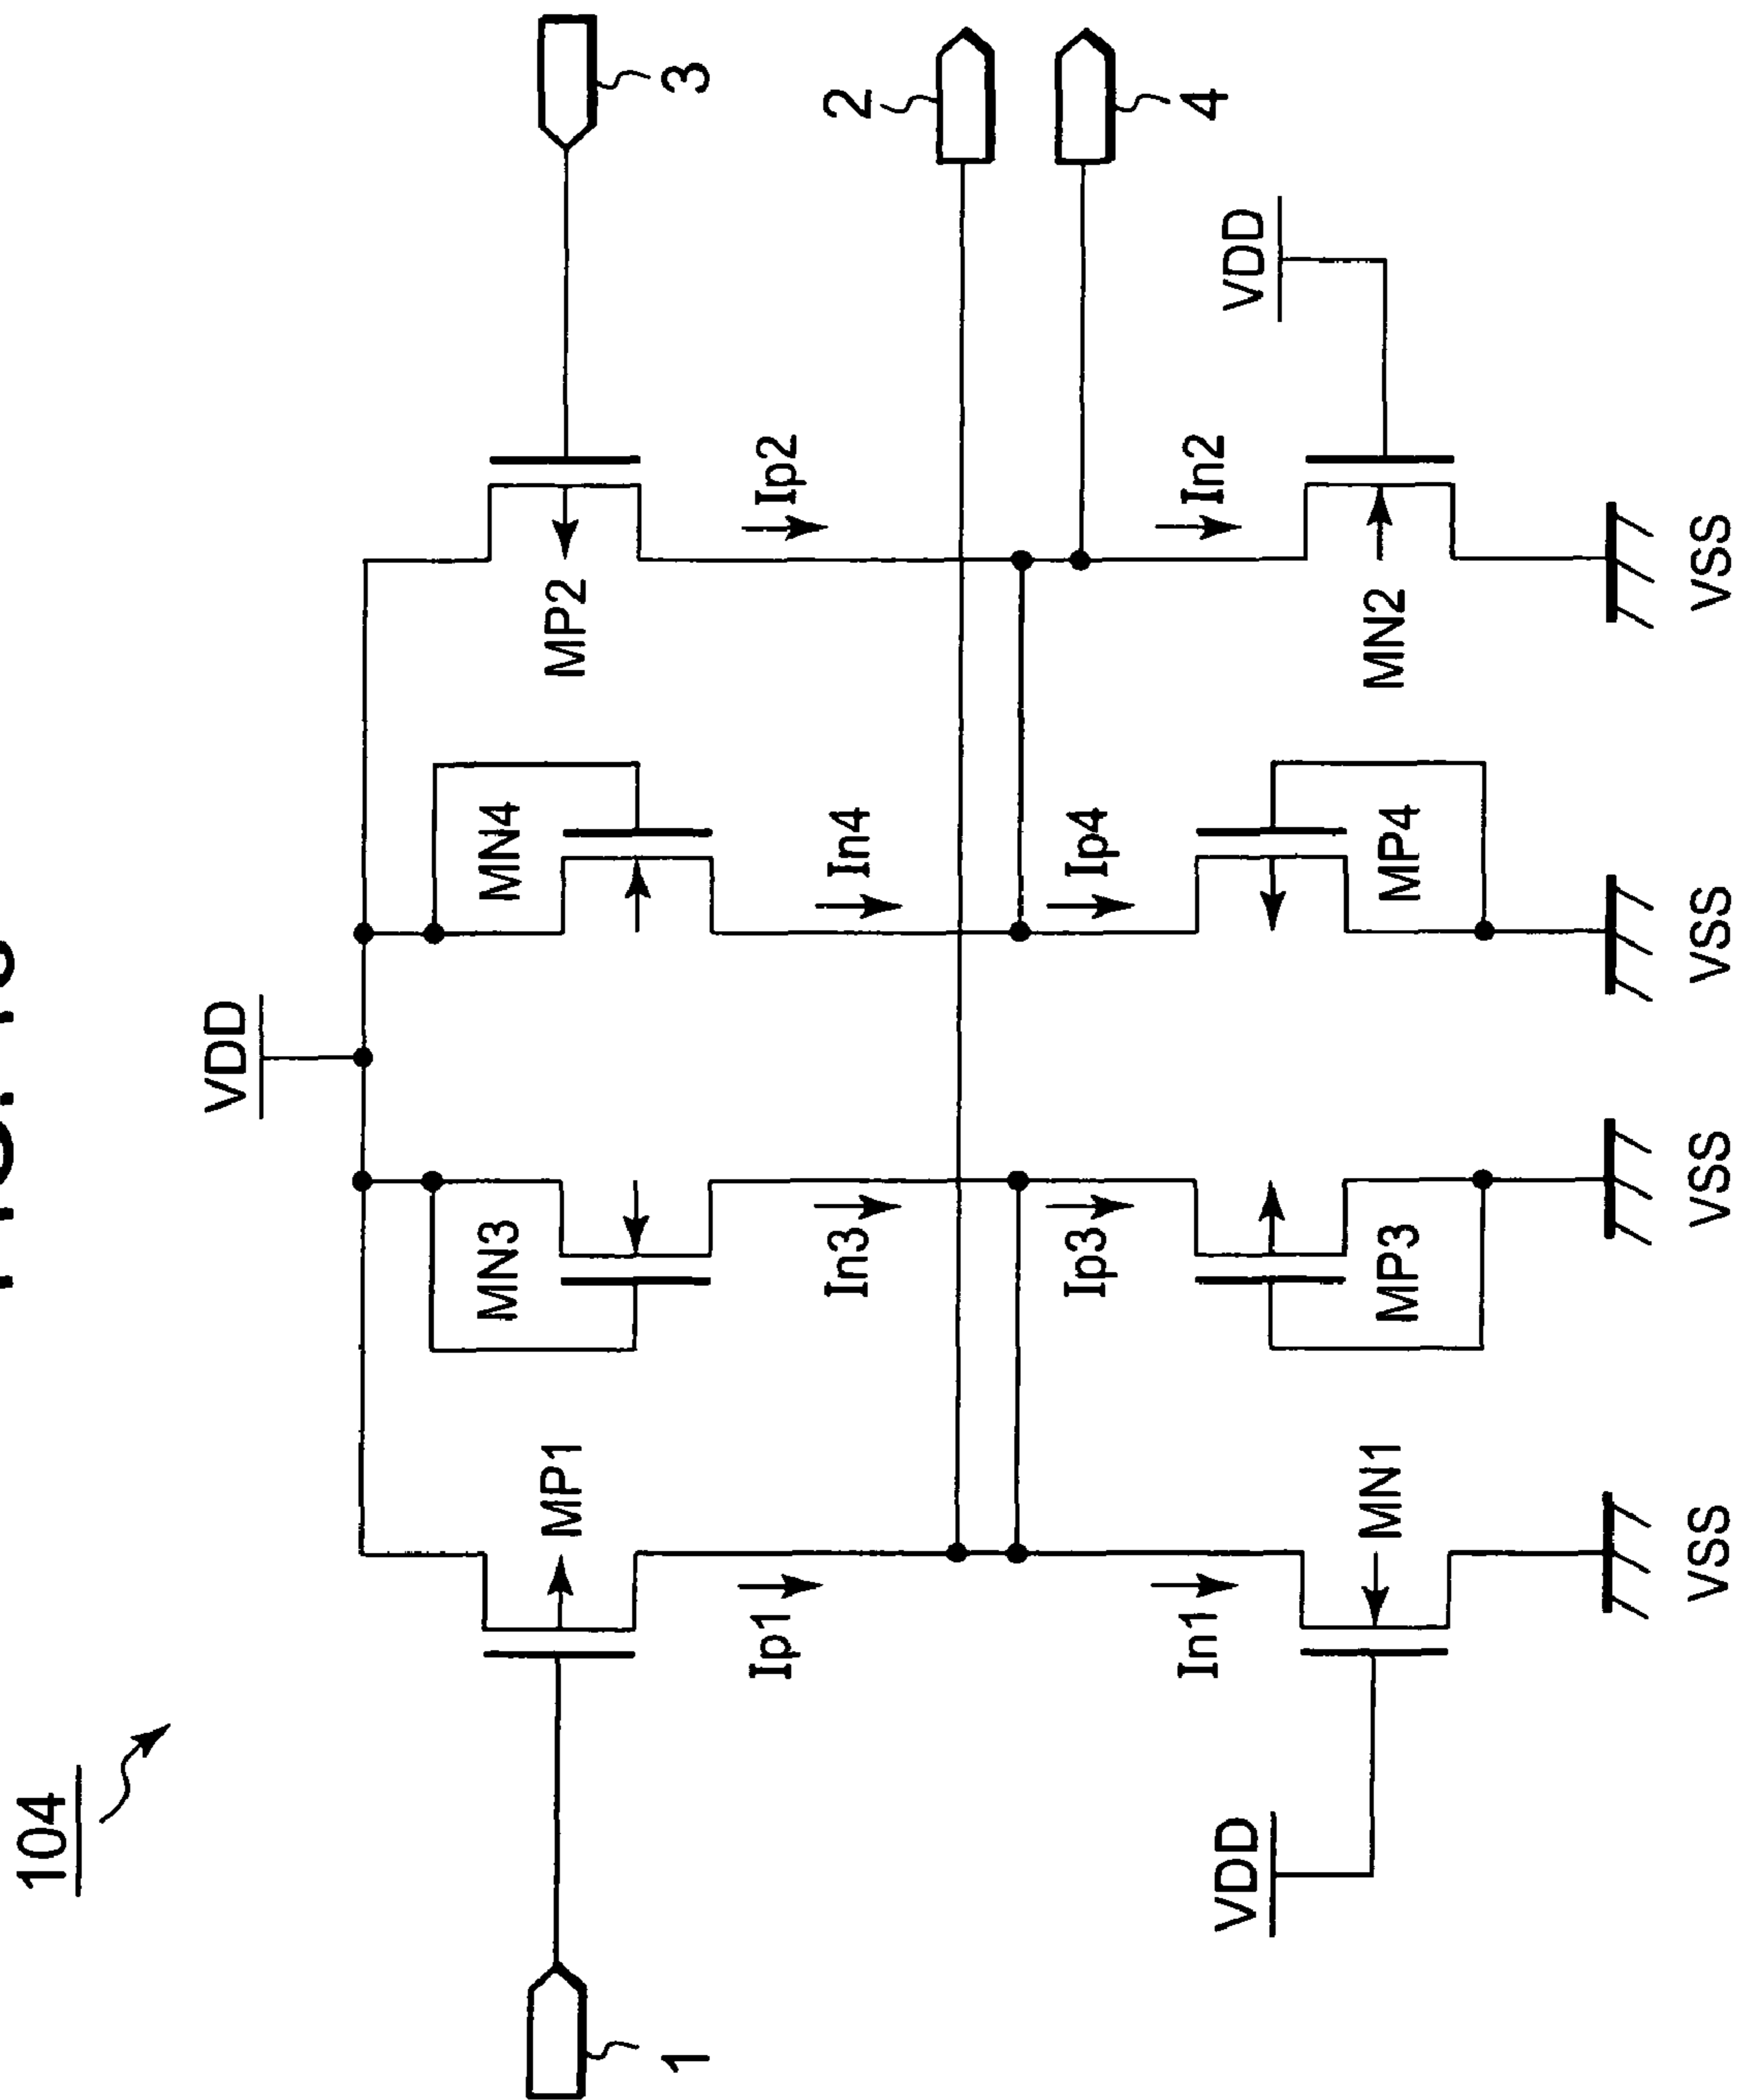 104
VDD
MN3
MN4
MP1
MP2
1
3
Ip1
Ip2
In3
In4
2
Ip3
Ip4
In1
In2
4
VDD
VDD
MN1
MP3
MP4
MN2
VSS
VSS
VSS
VSS